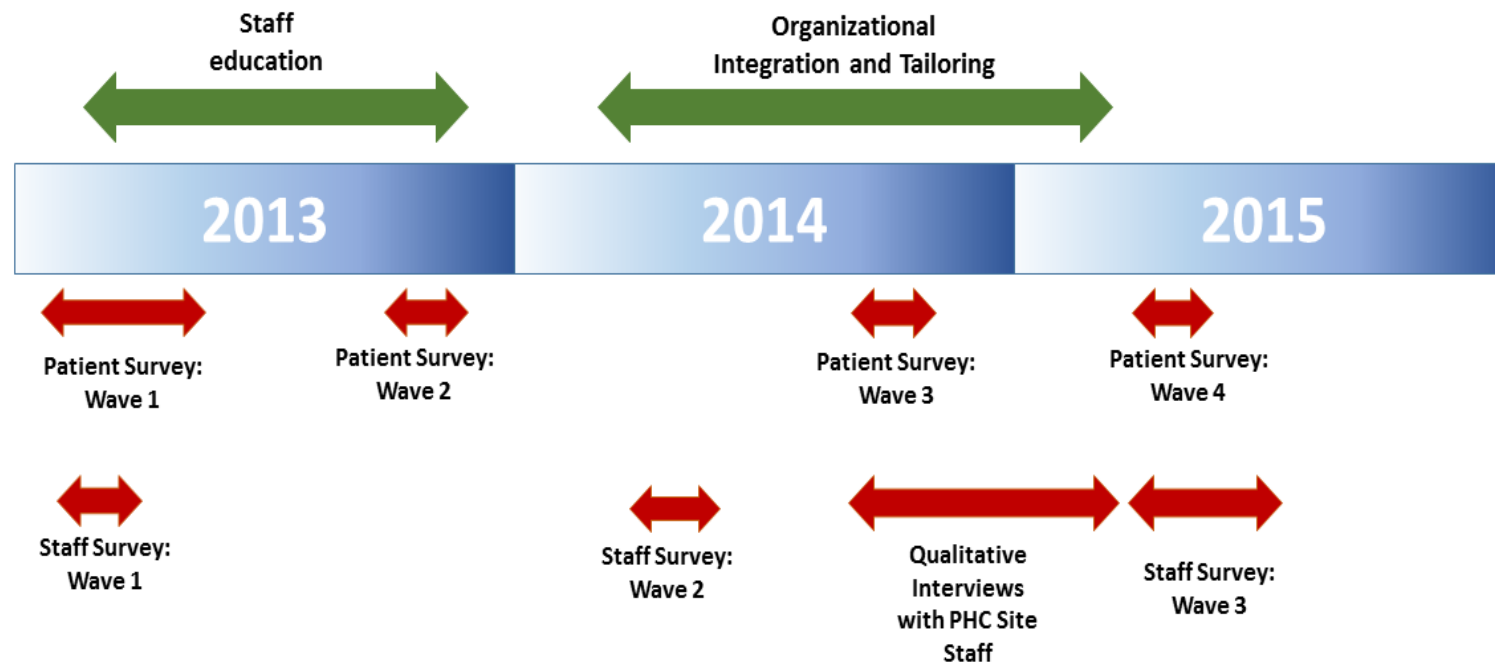 Staff
education
Organizational
Integration and Tailoring
2013
2014
2015
Patient Survey:
Wave 1
Patient Survey:
Wave 2
Patient Survey:
Wave 3
Patient Survey:
Wave 4
Staff Survey:
Wave 1
Staff Survey:
Wave 2
Qualitative
Interviews
with PHC Site
Staff
Staff Survey:
Wave 3